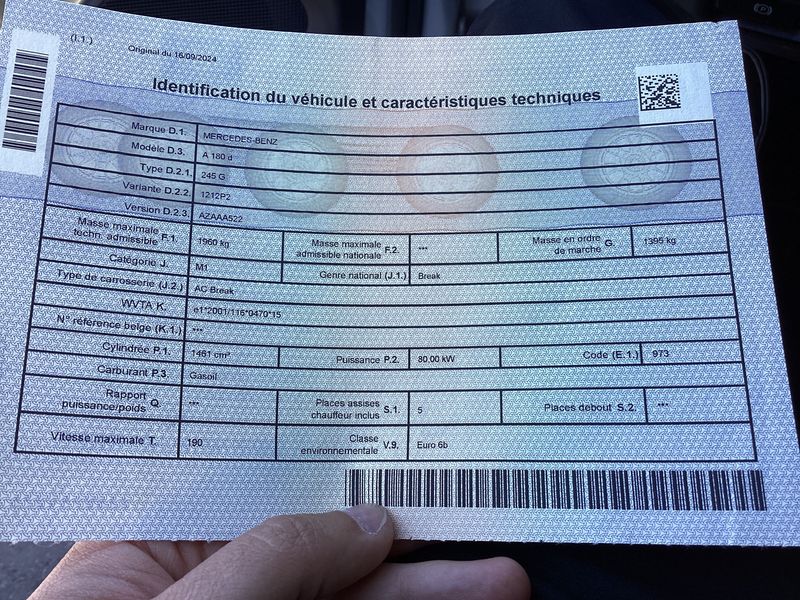 (I.1.)
Original du 16/09/2024
Identification du véhicule et caractéristiques techniques
Marque D.1. MERCEDES-BENZ
Modèle D.3. A 180 d
Type D.2.1. 245 G
Variante D.2.2. 1212P2
Version D.2.3. AZAAA522
Masse maximale techn. admissible F.1. 1960 kg Masse maximale admissible nationale F.2. *** Masse en ordre de marche G. 1395 kg
Catégorie J. M1 Genre national (J.1.) Break
Type de carrosserie (J.2.) AC Break
WVTA K. e1*2001/116*0470*15
N° référence belge (K.1.) ***
Cylindrée P.1. 1461 cm³ Puissance P.2. 80,00 kW Code (E.1.) 973
Carburant P.3. Gasoil
Rapport puissance/poids Q. *** Places assises chauffeur inclus S.1. 5 Places debout S.2. ***
Vitesse maximale T. 190 Classe environnementale V.9. Euro 6b